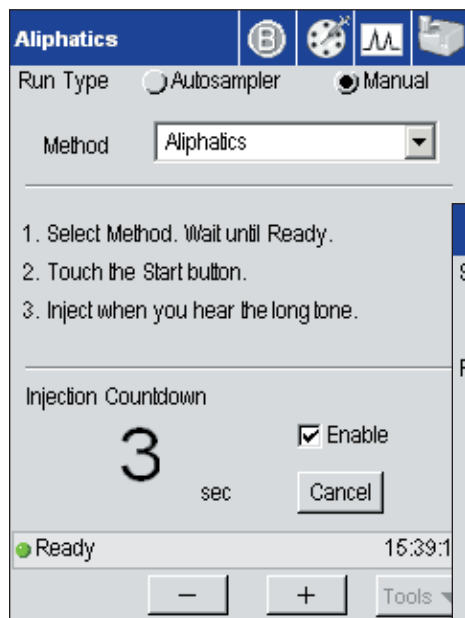 Aliphatics B
Run Type Autosampler Manual
Method Aliphatics
1. Select Method. Wait until Ready.
2. Touch the Start button.
3. Inject when you hear the long tone.
Injection Countdown
3 sec
Enable
Cancel
Ready 15:39:1
− + Tools